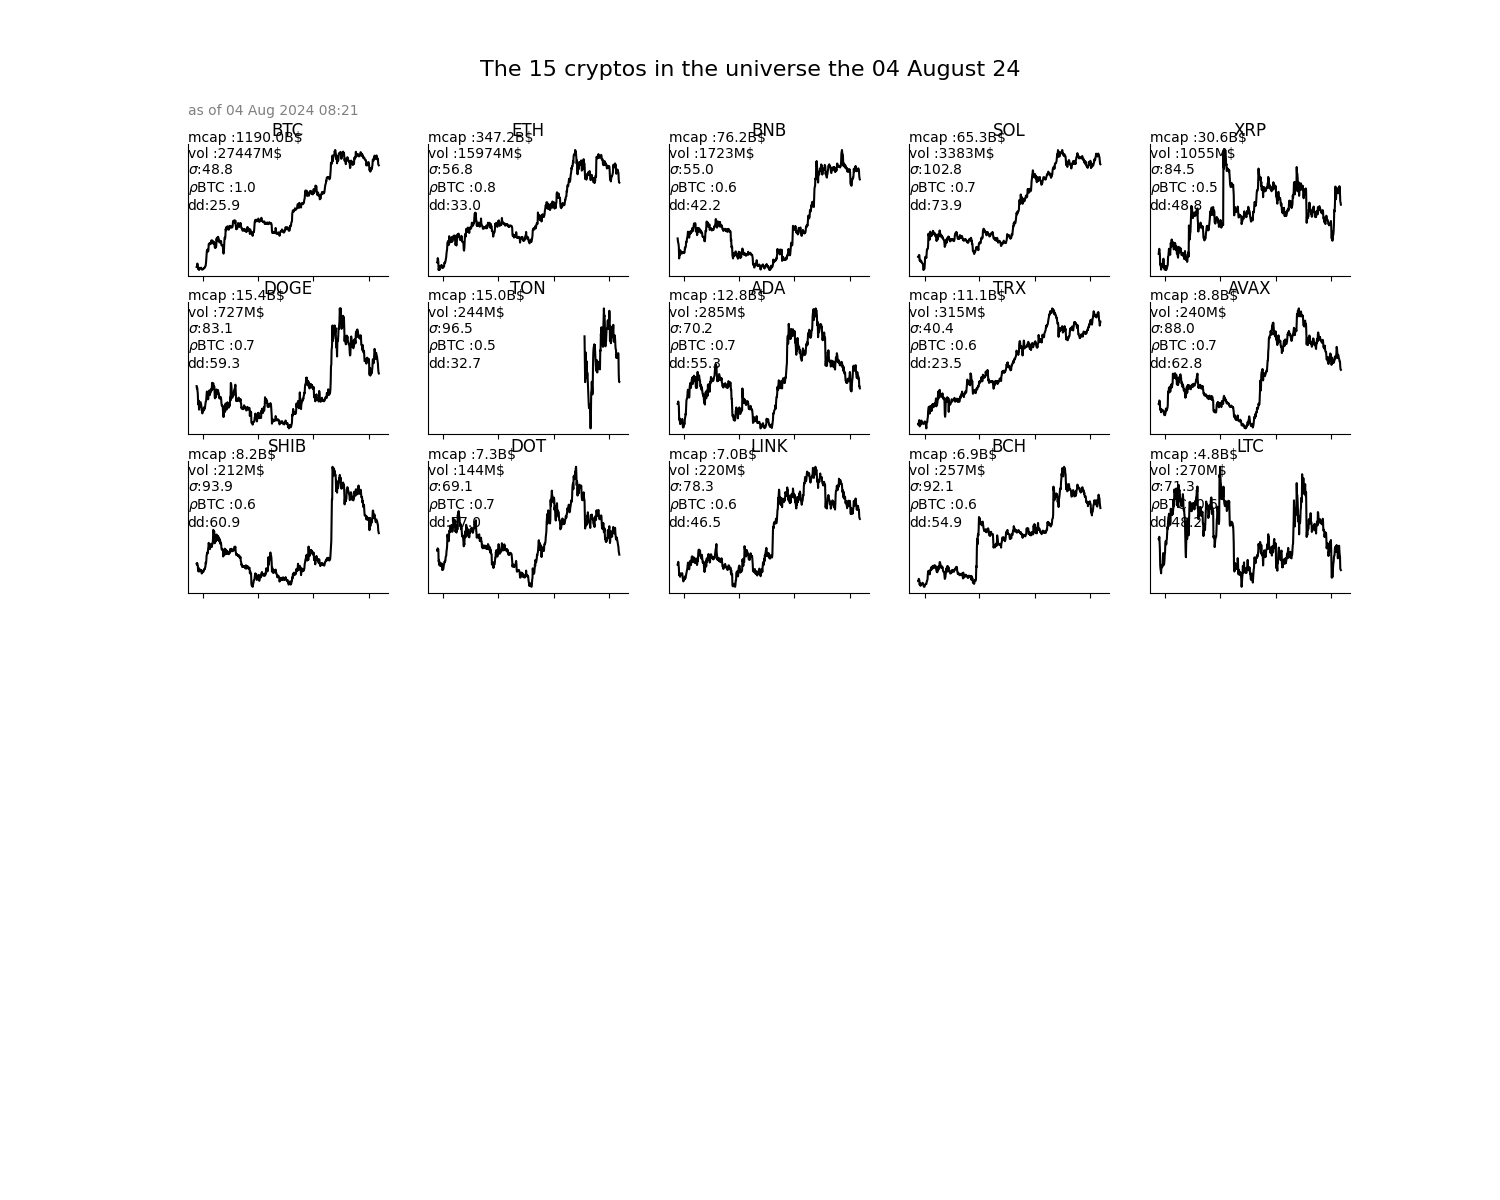 The 15 cryptos in the universe the 04 August 24
as of 04 Aug 2024 08:21
BTC
mcap :1190.0B$
vol :27447M$
σ:48.8
ρBTC :1.0
dd:25.9
ETH
mcap :347.2B$
vol :15974M$
σ:56.8
ρBTC :0.8
dd:33.0
BNB
mcap :76.2B$
vol :1723M$
σ:55.0
ρBTC :0.6
dd:42.2
SOL
mcap :65.3B$
vol :3383M$
σ:102.8
ρBTC :0.7
dd:73.9
XRP
mcap :30.6B$
vol :1055M$
σ:84.5
ρBTC :0.5
dd:48.8
DOGE
mcap :15.4B$
vol :727M$
σ:83.1
ρBTC :0.7
dd:59.3
TON
mcap :15.0B$
vol :244M$
σ:96.5
ρBTC :0.5
dd:32.7
ADA
mcap :12.8B$
vol :285M$
σ:70.2
ρBTC :0.7
dd:55.3
TRX
mcap :11.1B$
vol :315M$
σ:40.4
ρBTC :0.6
dd:23.5
AVAX
mcap :8.8B$
vol :240M$
σ:88.0
ρBTC :0.7
dd:62.8
SHIB
mcap :8.2B$
vol :212M$
σ:93.9
ρBTC :0.6
dd:60.9
DOT
mcap :7.3B$
vol :144M$
σ:69.1
ρBTC :0.7
LINK
mcap :7.0B$
vol :220M$
σ:78.3
ρBTC :0.6
dd:46.5
BCH
mcap :6.9B$
vol :257M$
σ:92.1
ρBTC :0.6
dd:54.9
LTC
mcap :4.8B$
vol :270M$
σ:71.3
ρBTC :0.6
dd:48.2